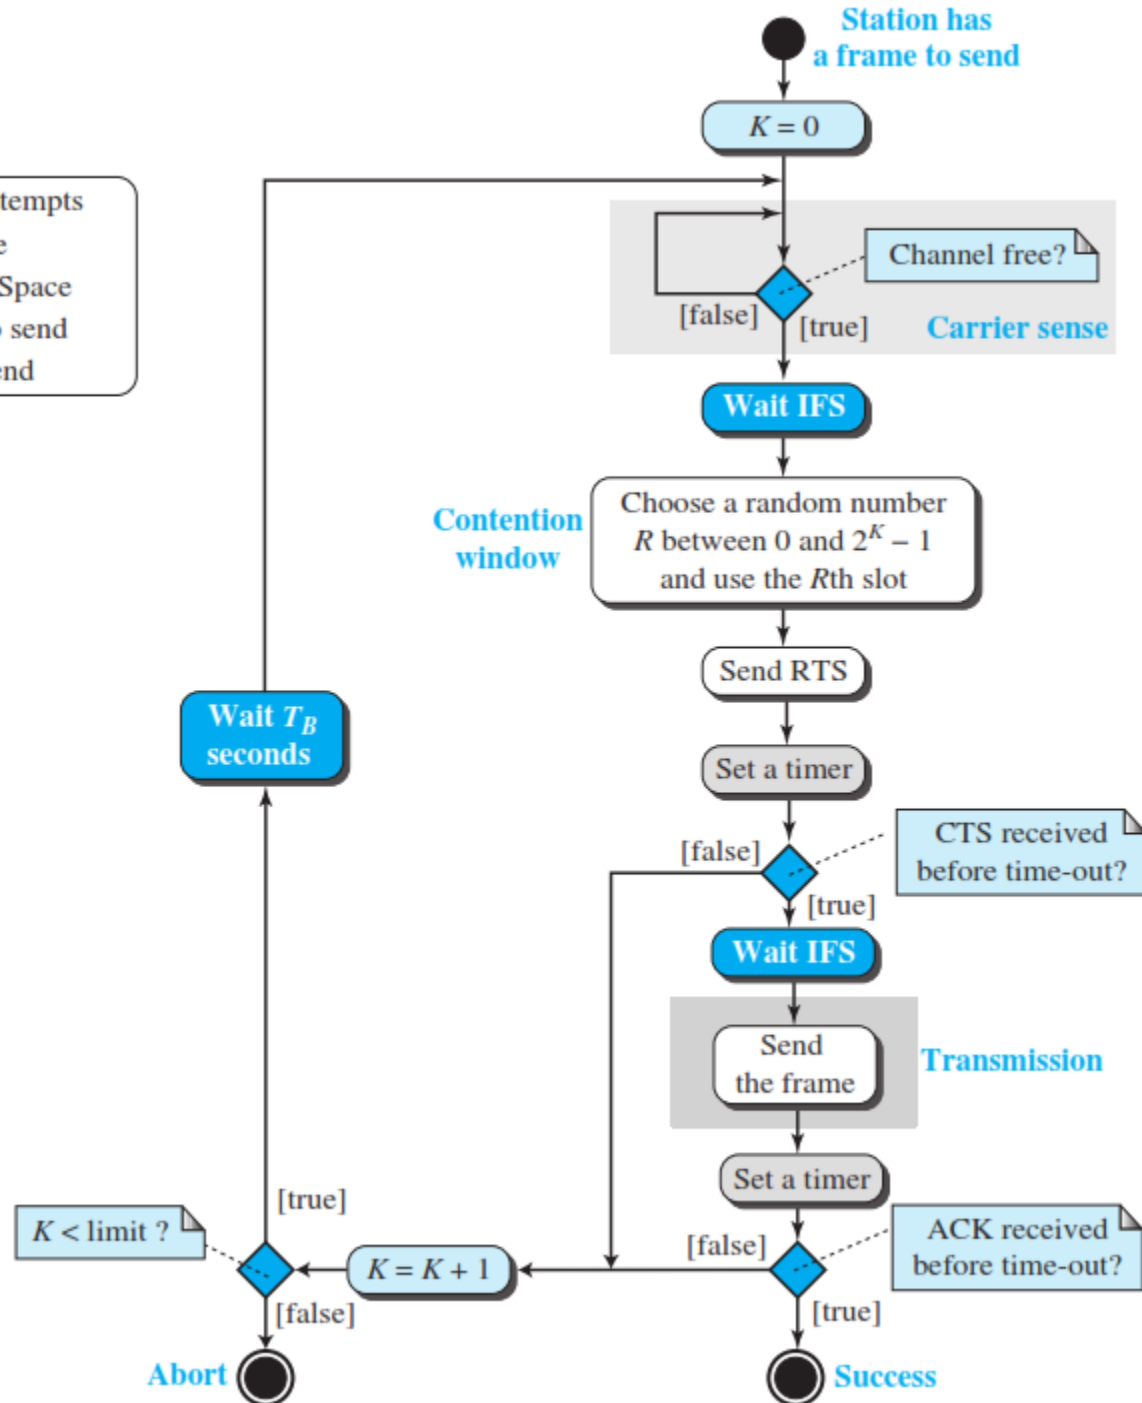 Station has
a frame to send
K = 0
Space
send
Channel free?
[false]
[true]
Carrier sense
Wait IFS
Contention
window
Choose a random number
R between 0 and 2^K – 1
and use the Rth slot
Send RTS
Wait T_B
seconds
Set a timer
CTS received
before time-out?
[false]
[true]
Wait IFS
Send
the frame
Transmission
Set a timer
[true]
K < limit ?
ACK received
before time-out?
[false]
K = K + 1
[false]
[true]
Abort
Success